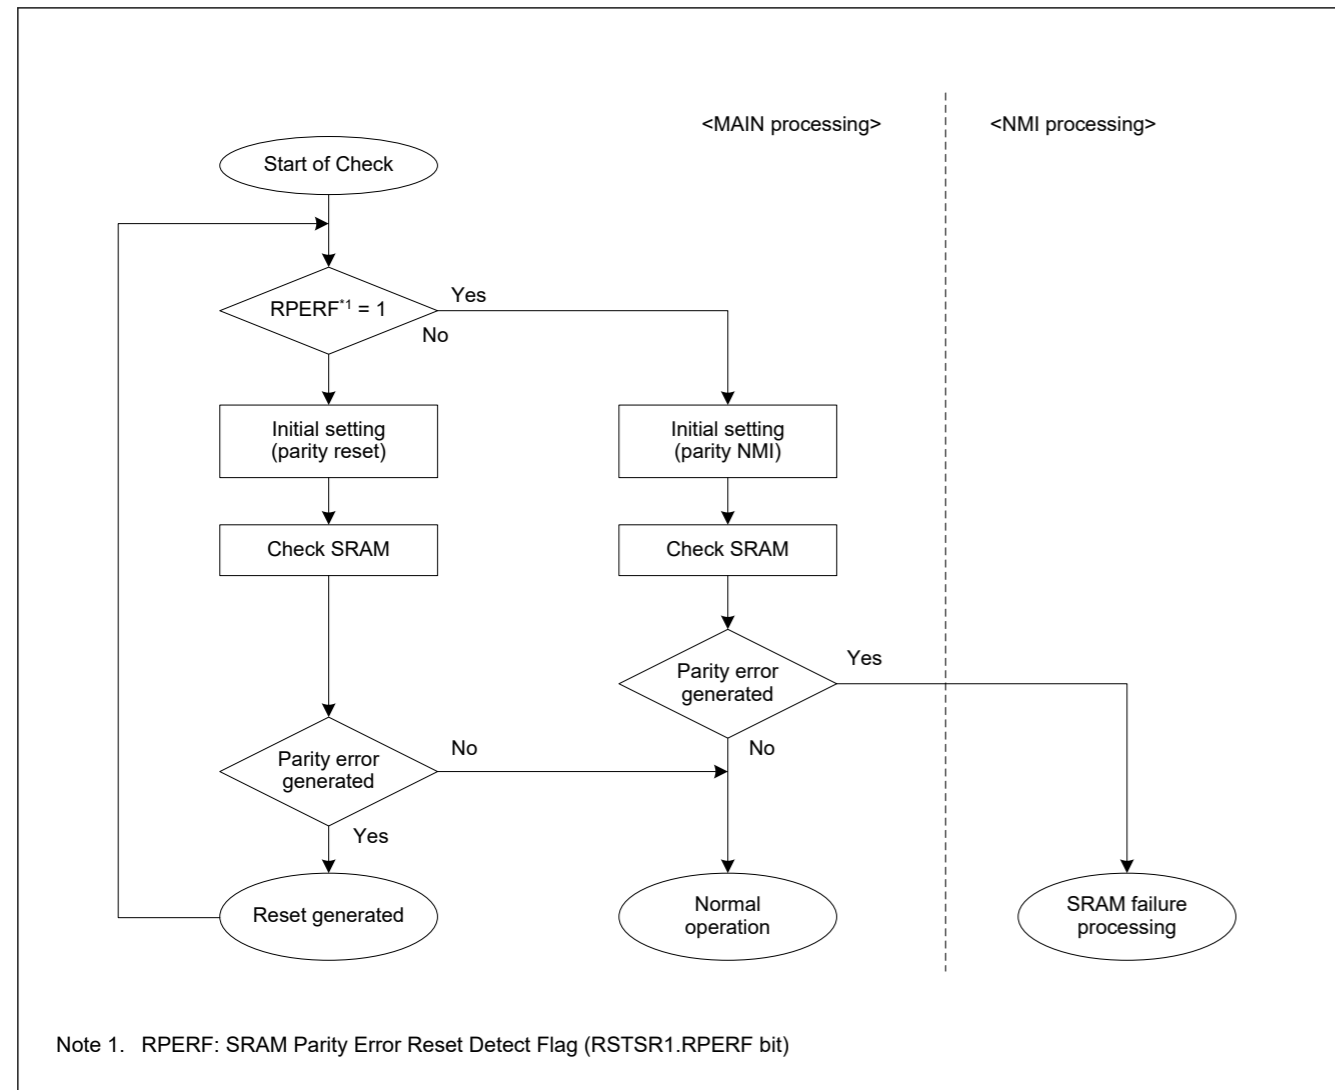 <MAIN processing>
<NMI processing>
Start of Check
RPERF*1 = 1
Yes
No
Initial setting
(parity reset)
Initial setting
(parity NMI)
Check SRAM
Check SRAM
Parity error
generated
Yes
No
Parity error
generated
No
Yes
Reset generated
Normal
operation
SRAM failure
processing
Note 1. RPERF: SRAM Parity Error Reset Detect Flag (RSTSR1.RPERF bit)